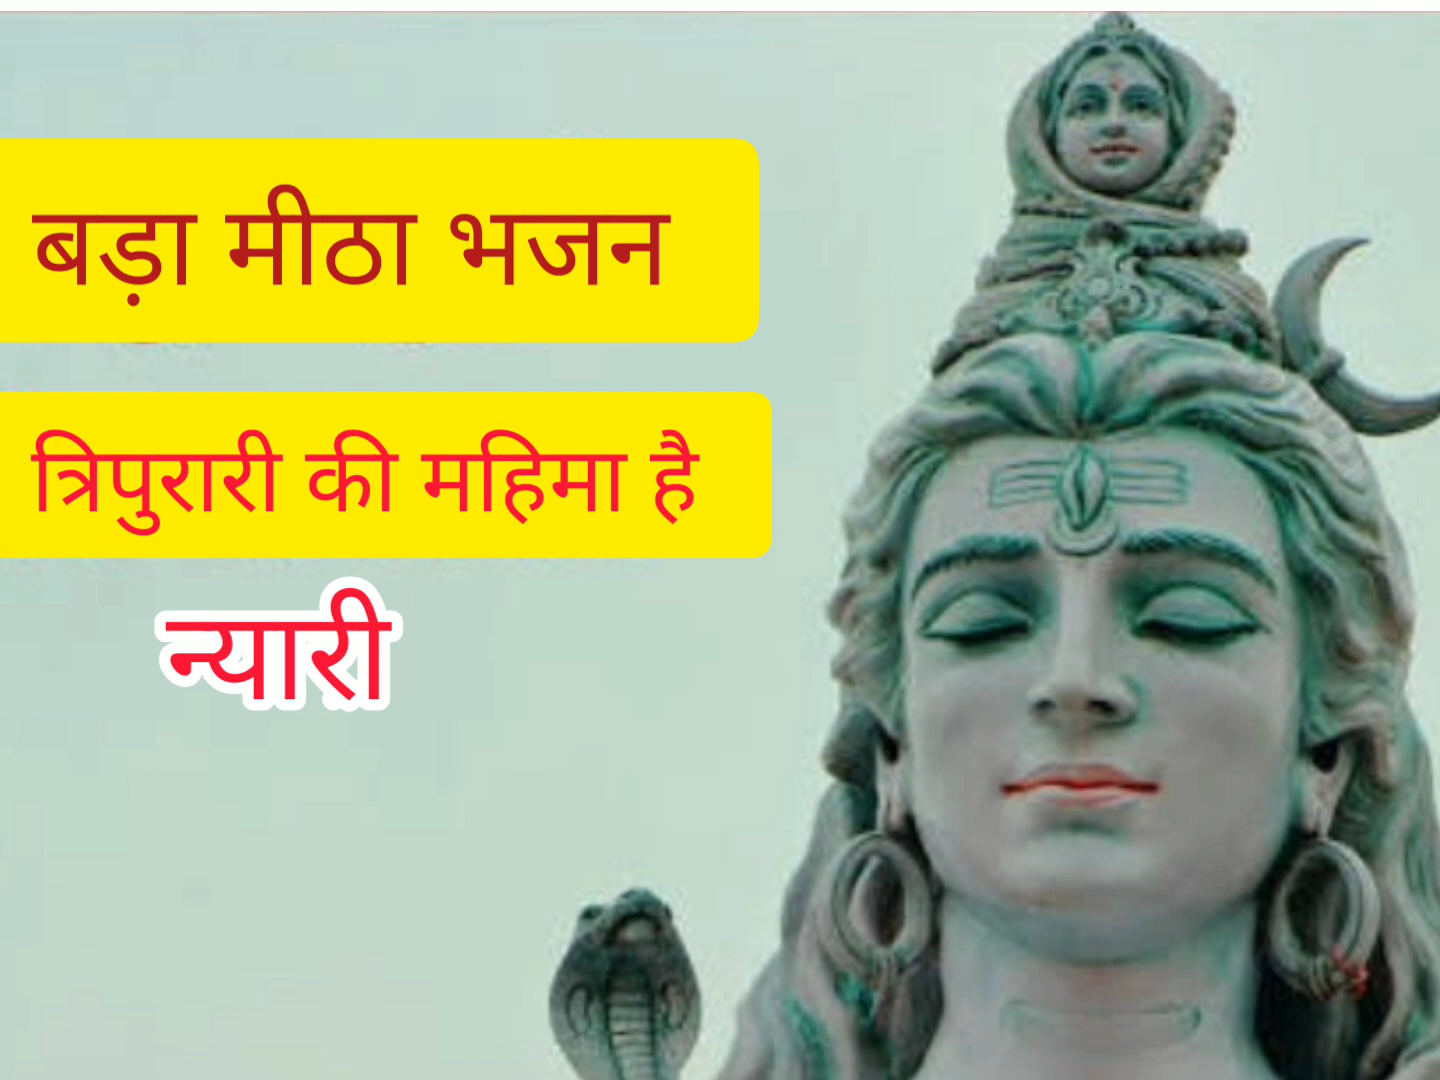 बड़ा मीठा भजन
त्रिपुरारी की महिमा है
न्यारी